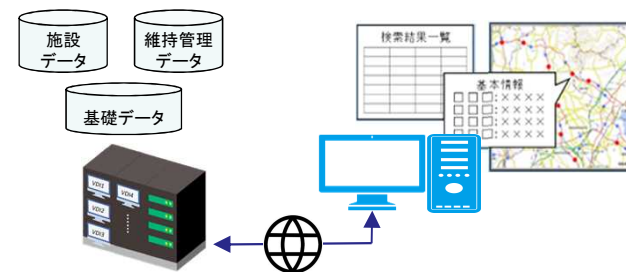 施設
データ
維持管理
データ
基礎データ
検索結果一覧
基本情報
□□□:××××
□□□:××××
□□□:××××
□□□:××××
VDI1
VDI4
VDI2
VDI3